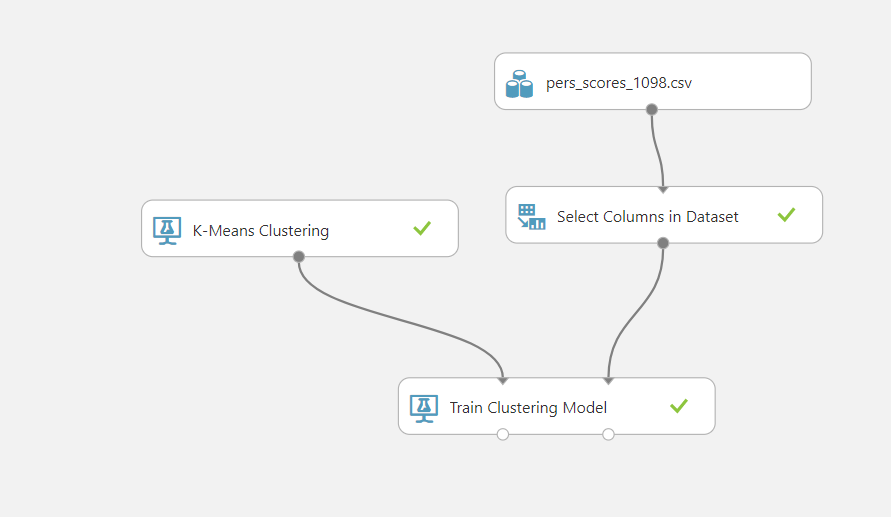 pers_scores_1098.csv
Select Columns in Dataset
K-Means Clustering
Train Clustering Model